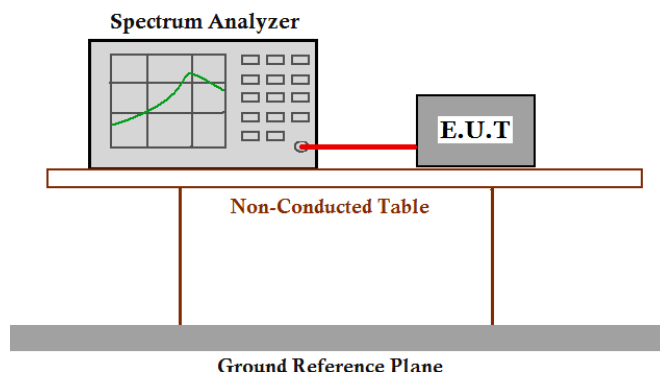 Spectrum Analyzer
E.U.T
Non-Conducted Table
Ground Reference Plane